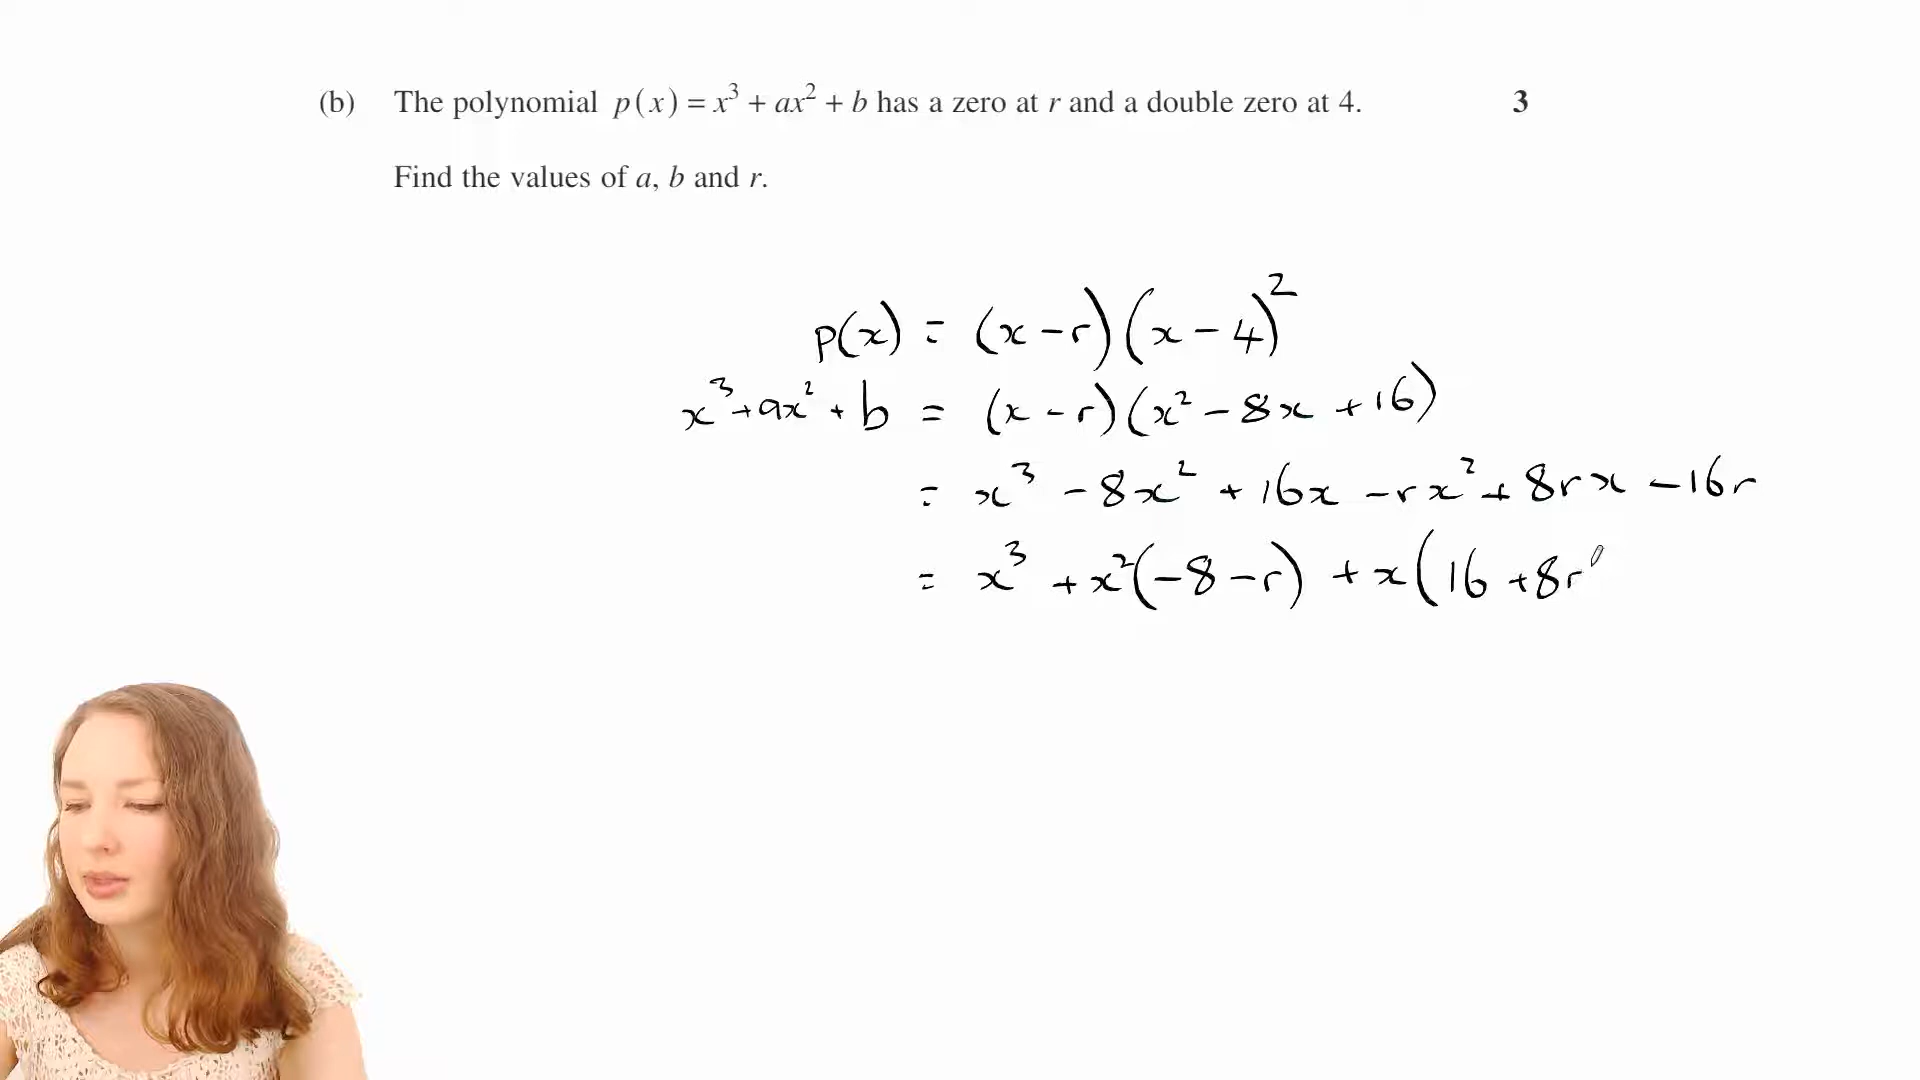 (b) The polynomial p(x) = x³ + ax² + b has a zero at r and a double zero at 4. 3
Find the values of a, b and r.
p(x) = (x - r)(x - 4)²
x³ + ax² + b = (x - r)(x² - 8x + 16)
= x³ - 8x² + 16x - rx² + 8rx - 16r
= x³ + x²(-8 - r) + x(16 + 8r